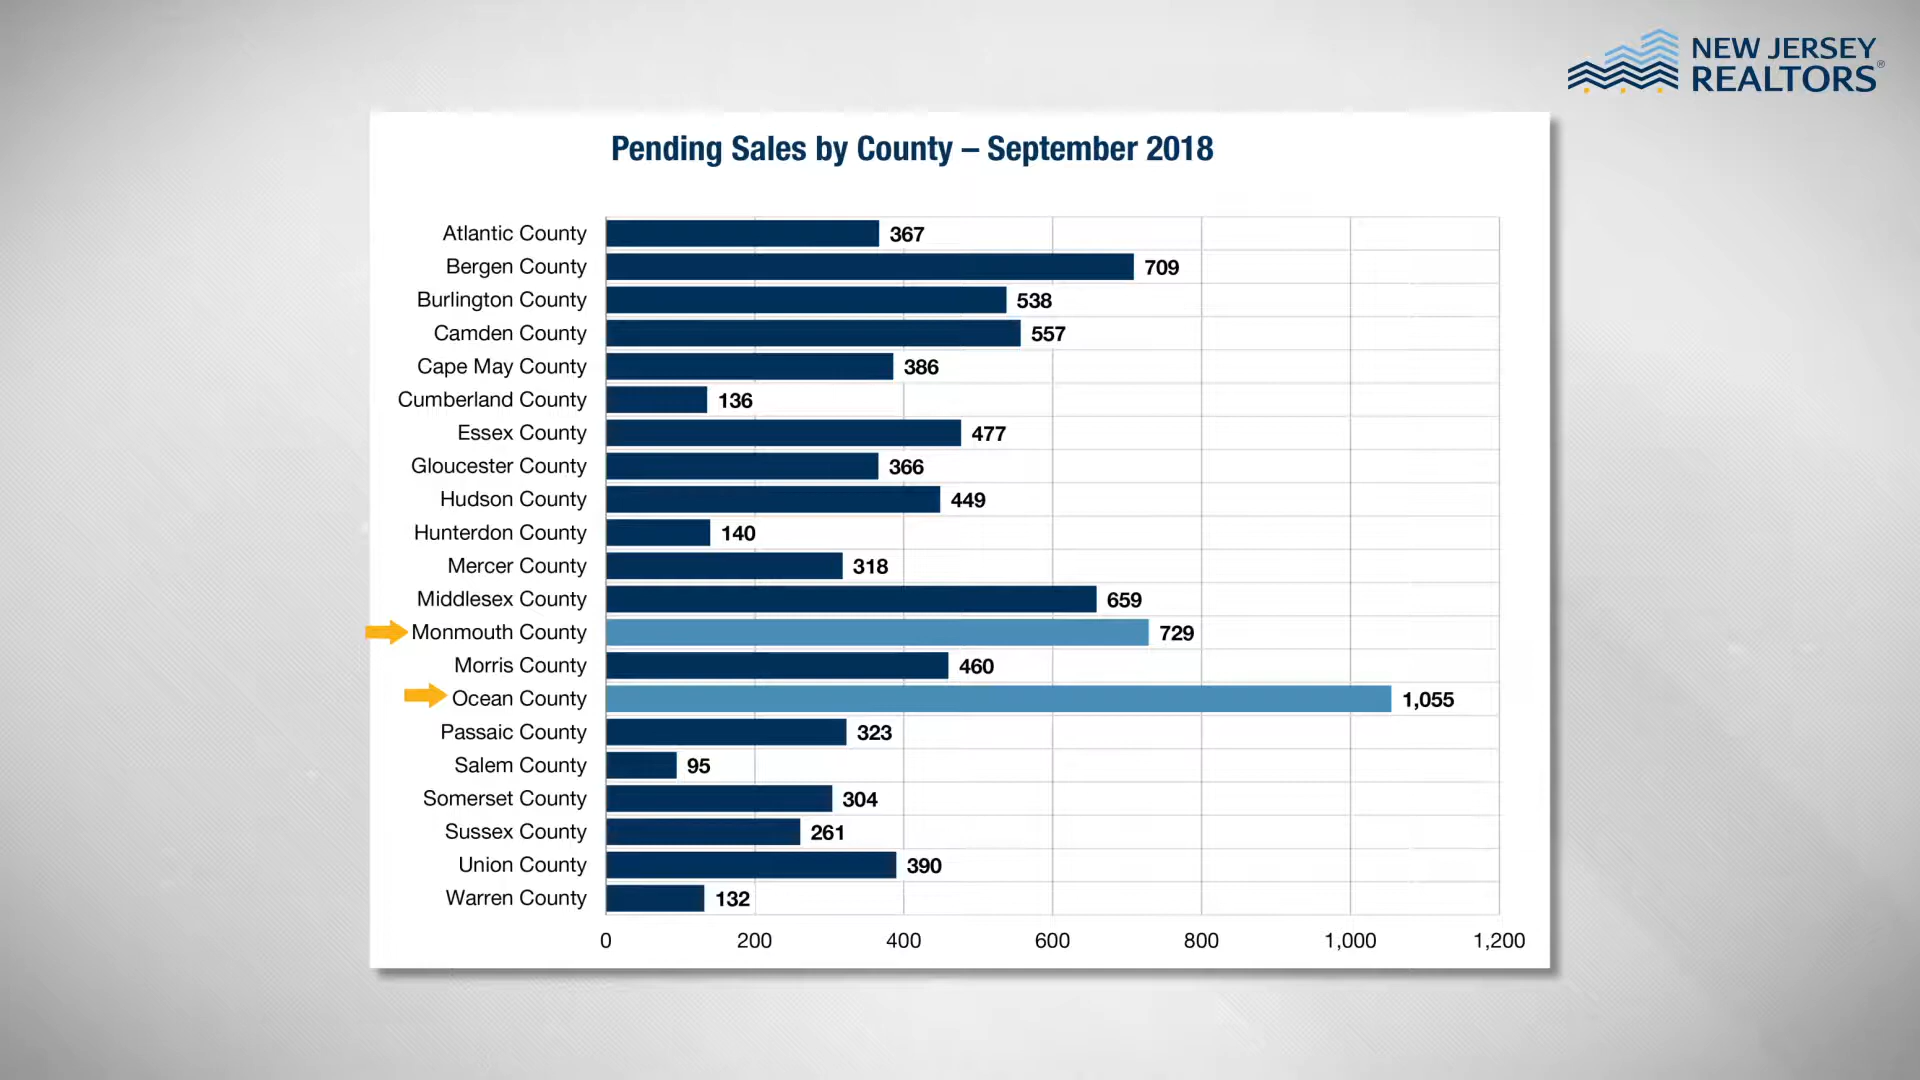 NEW JERSEY
REALTORS®
Pending Sales by County – September 2018
Atlantic County 367
Bergen County 709
Burlington County 538
Camden County 557
Cape May County 386
Cumberland County 136
Essex County 477
Gloucester County 366
Hudson County 449
Hunterdon County 140
Mercer County 318
Middlesex County 659
Monmouth County 729
Morris County 460
Ocean County 1,055
Passaic County 323
Salem County 95
Somerset County 304
Sussex County 261
Union County 390
Warren County 132
0 200 400 600 800 1,000 1,200